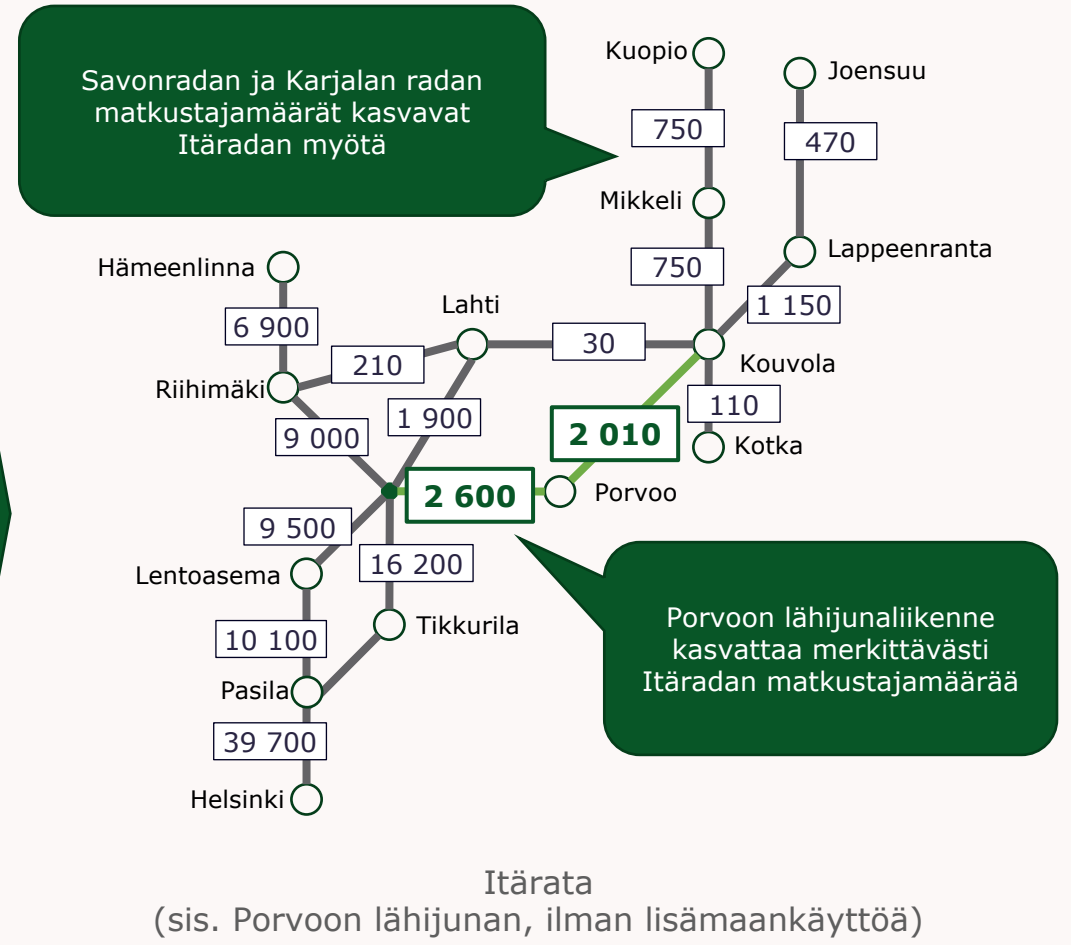 Savonradan ja Karjalan radan
matkustajamäärät kasvavat
Itäradan myötä
Kuopio
Joensuu
750
470
Mikkeli
Lappeenranta
Hämeenlinna
750
1 150
6 900
Lahti
30
210
Kouvola
Riihimäki
1 900
110
9 000
2 010
Kotka
2 600
Porvoo
9 500
16 200
Lentoasema
Tikkurila
10 100
Pasila
39 700
Helsinki
Porvoon lähijunaliikenne
kasvattaa merkittävästi
Itäradan matkustajamäärää
Itärata
(sis. Porvoon lähijunan, ilman lisämaankäyttöä)